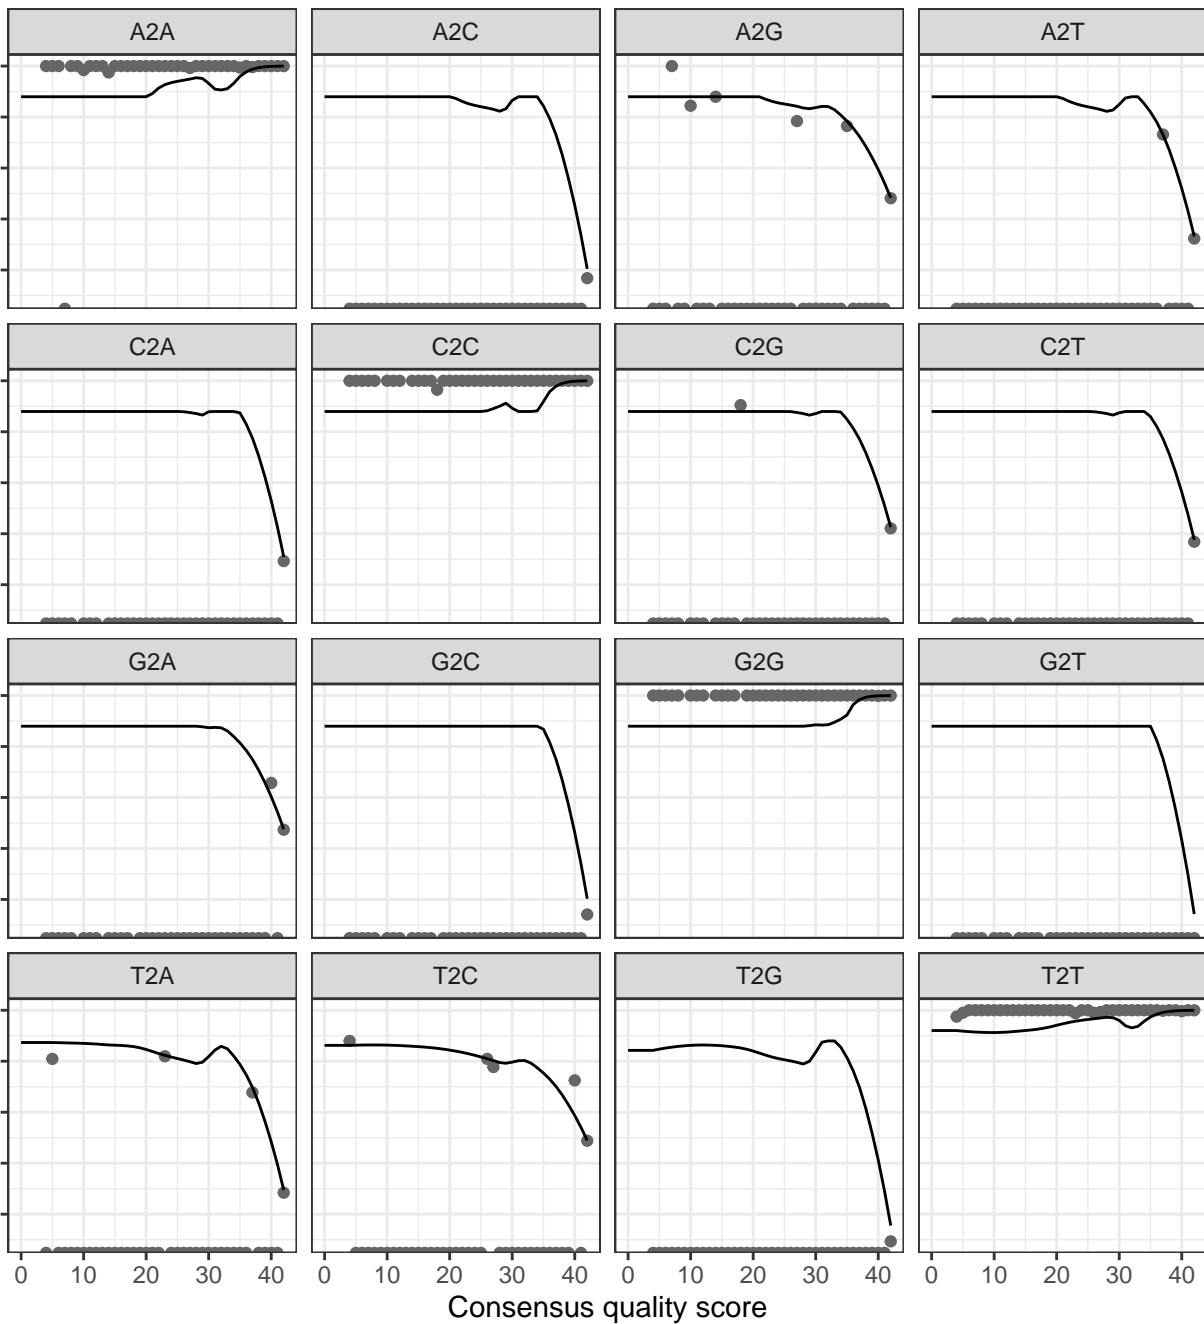 A2A A2C A2G A2T
C2A C2C C2G C2T
G2A G2C G2G G2T
T2A T2C T2G T2T
0 10 20 30 40 0 10 20 30 40 0 10 20 30 40 0 10 20 30 40
Consensus quality score